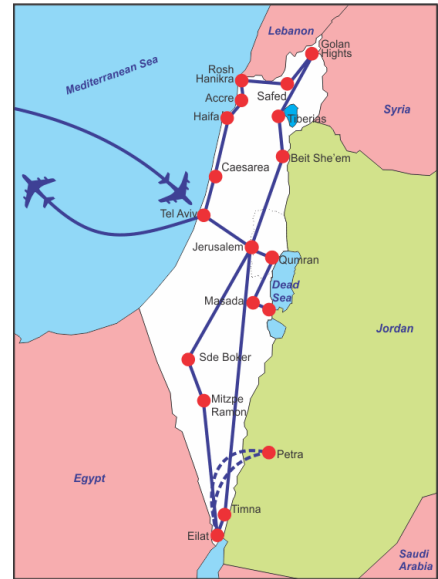 Lebanon
Golan
Hights
Mediterranean Sea
Rosh
Hanikra
Safed
Accre
Syria
Haifa
Tiberias
Beit She'em
Caesarea
Tel Aviv
Jerusalem
Qumran
Dead
Sea
Masada
Jordan
Sde Boker
Mitzpe
Ramon
Petra
Egypt
Timna
Eilat
Saudi
Arabia